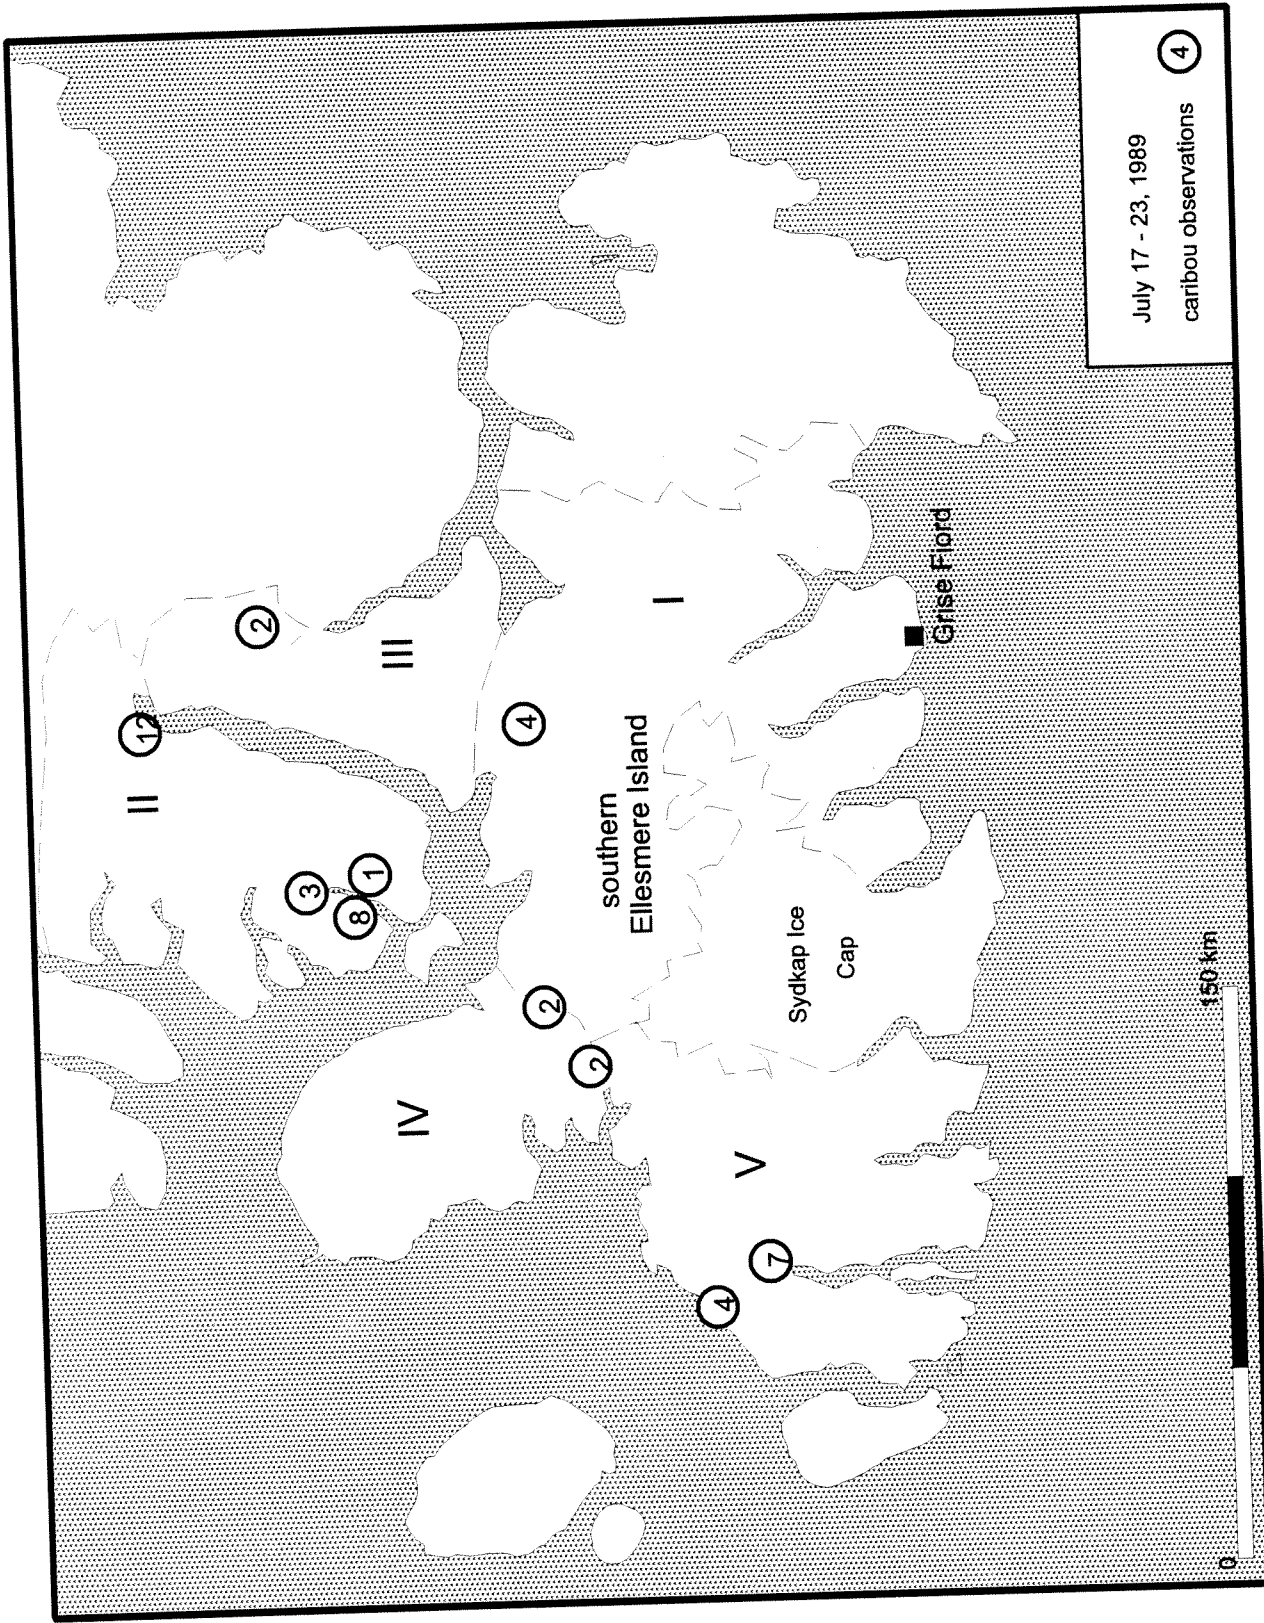 II
12
2
3
8
1
III
IV
4
2
2
southern
Ellesmere Island
I
4
V
7
Sydkap Ice
Cap
Grise Fiord
July 17 - 23, 1989
caribou observations 4
0 150 km